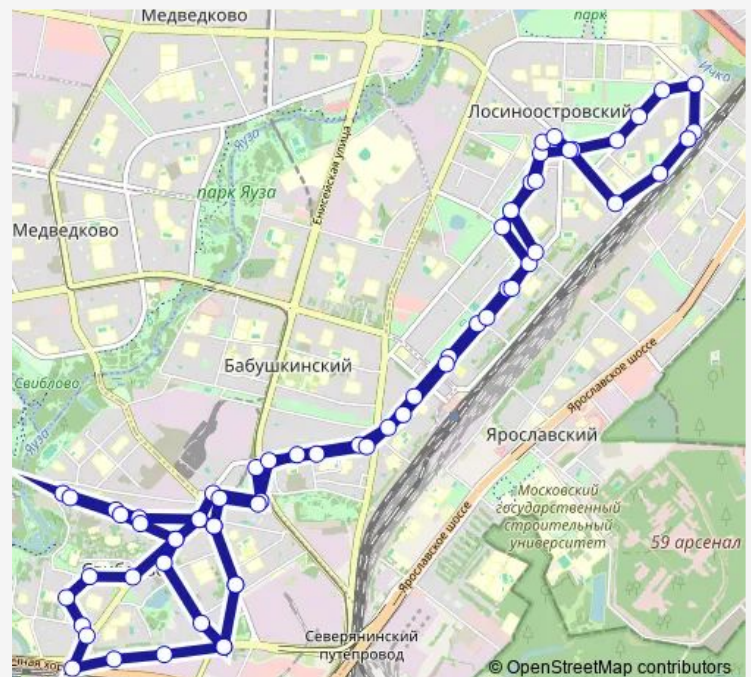 Медведково
парк
Ичка
Лосиноостровский
Яуза
Енисейская улица
парк Яуза
Медведково
Бабушкинский
Свиблово
Яуза
Ярославское шоссе
Ярославский
Московский
государственный
строительный
университет
59 арсенал
Ярославское шоссе
Северянинский
путепровод
© OpenStreetMap contributors